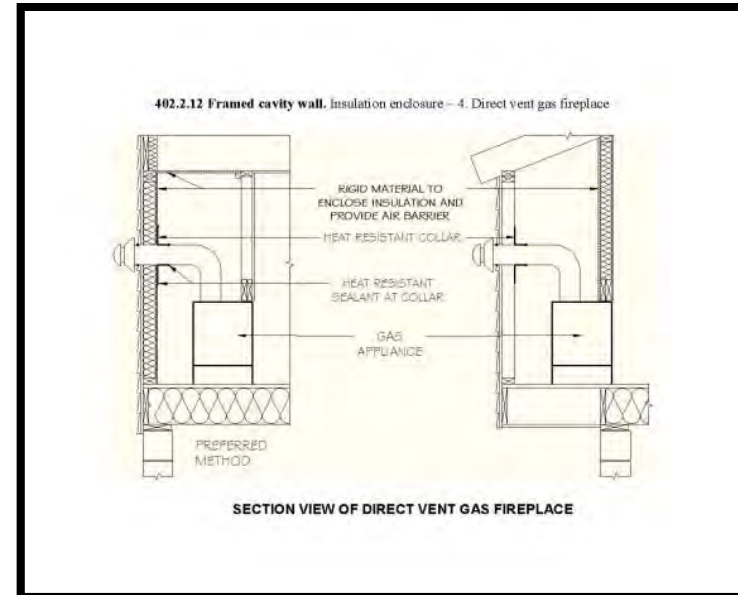 402.2.12 Framed cavity wall. Insulation enclosure – 4. Direct vent gas fireplace
RIGID MATERIAL TO
ENCLOSE INSULATION AND
PROVIDE AIR BARRIER
HEAT RESISTANT COLLAR
HEAT RESISTANT
SEALANT AT COLLAR
GAS
APPLIANCE
PREFERRED
METHOD
SECTION VIEW OF DIRECT VENT GAS FIREPLACE